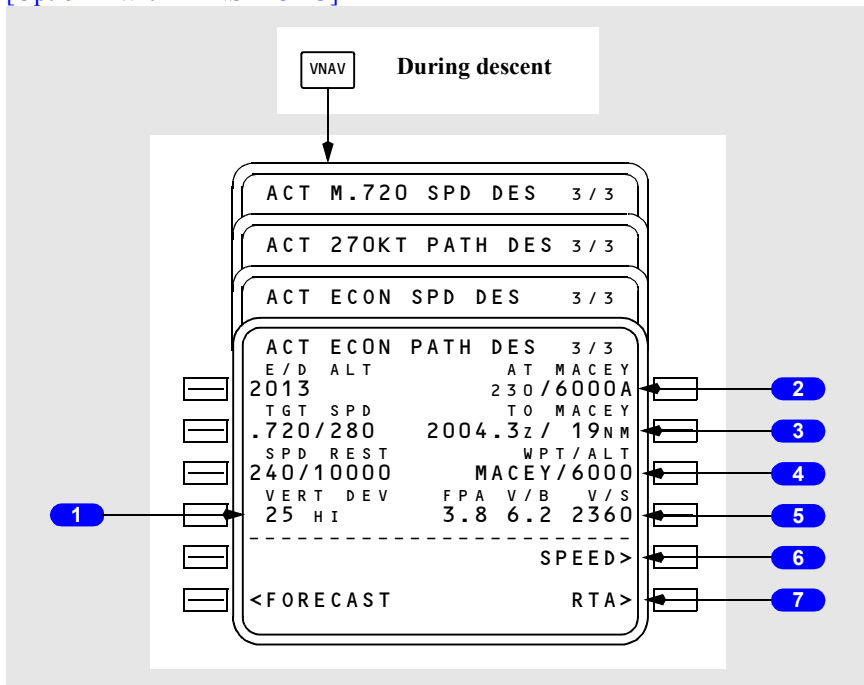 VNAV During descent
ACT M.720 SPD DES 3/3
ACT 270KT PATH DES 3/3
ACT ECON SPD DES 3/3
ACT ECON PATH DES 3/3
E/D ALT AT MACEY
2013 230/6000A
2
TGT SPD TO MACEY
.720/280 2004.3Z/ 19NM
3
SPD REST WPT/ALT
240/10000 MACEY/6000
4
VERT DEV FPA V/B V/S
1
25 HI 3.8 6.2 2360
5
SPEED>
6
<FORECAST RTA>
7